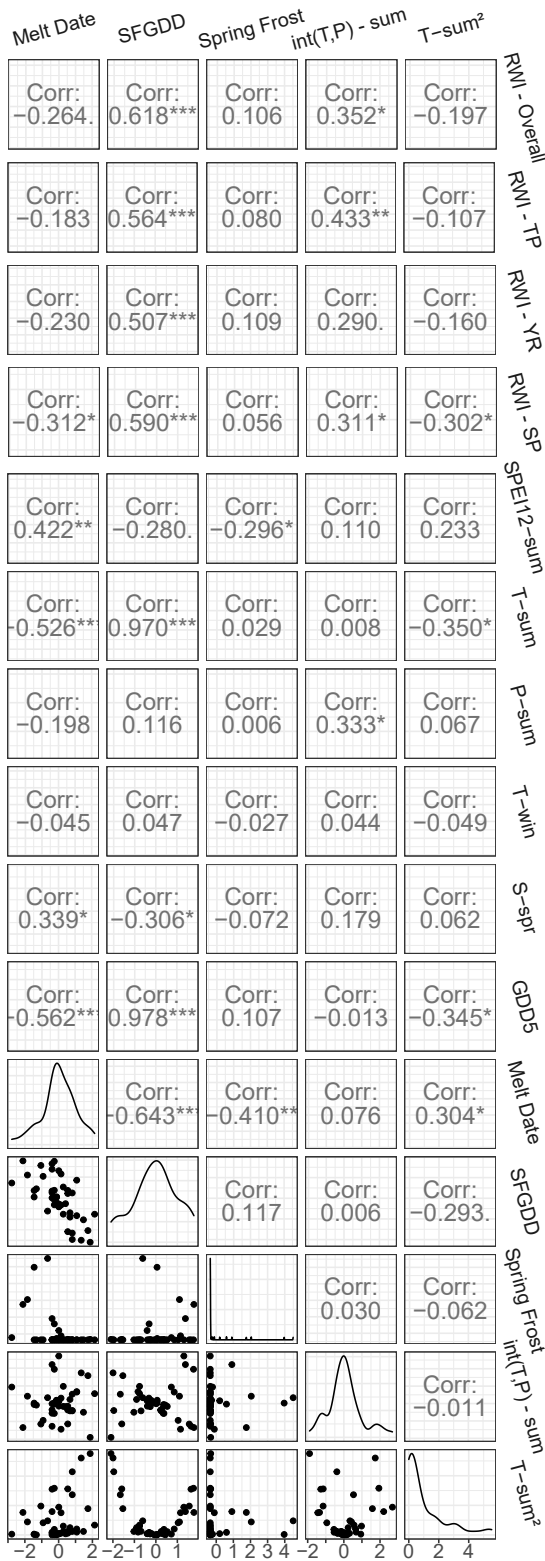 Melt Date SFGDD Spring Frost int(T,P) - sum T−sum²
Corr: Corr: Corr: Corr: Corr: RWI - Overall
−0.264. 0.618*** 0.106 0.352* −0.197
Corr: Corr: Corr: Corr: Corr: RWI - TP
−0.183 0.564*** 0.080 0.433** −0.107
Corr: Corr: Corr: Corr: Corr: RWI - YR
−0.230 0.507*** 0.109 0.290. −0.160
Corr: Corr: Corr: Corr: Corr: RWI - SP
−0.312* 0.590*** 0.056 0.311* −0.302*
Corr: Corr: Corr: Corr: Corr: SPEI12−sum
0.422** −0.280. −0.296* 0.110 0.233
Corr: Corr: Corr: Corr: Corr: T−sum
−0.526*** 0.970*** 0.029 0.008 −0.350*
Corr: Corr: Corr: Corr: Corr: P−sum
−0.198 0.116 0.006 0.333* 0.067
Corr: Corr: Corr: Corr: Corr: T−win
−0.045 0.047 −0.027 0.044 −0.049
Corr: Corr: Corr: Corr: Corr: S−spr
0.339* −0.306* −0.072 0.179 0.062
Corr: Corr: Corr: Corr: Corr: GDD5
−0.562*** 0.978*** 0.107 −0.013 −0.345*
Corr: Corr: Corr: Corr: Melt Date
−0.643*** −0.410** 0.076 0.304*
Corr: Corr: Corr: SFGDD
0.117 0.006 −0.293.
Corr: Corr: Spring Frost
0.030 −0.062
Corr: int(T,P) - sum
−0.011
T−sum²
−2 0 2 −2 −1 0 1 0 1 2 3 4 −2 0 2 0 2 4